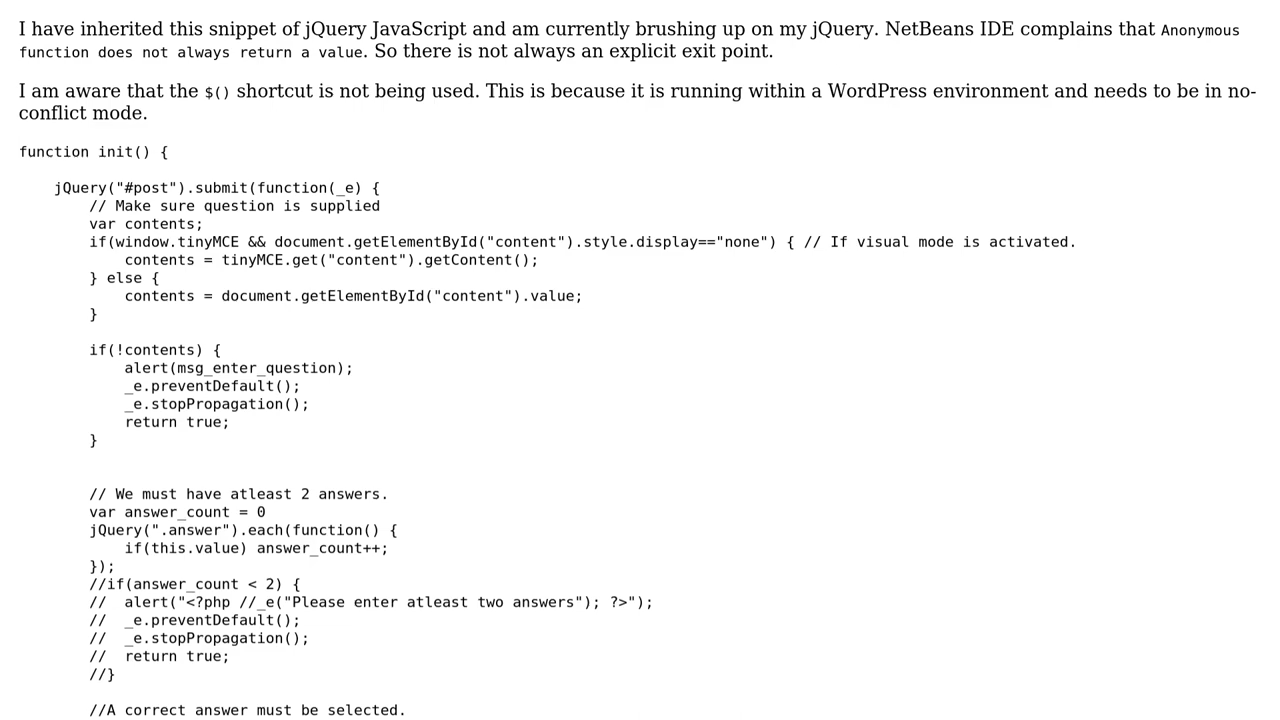 I have inherited this snippet of jQuery JavaScript and am currently brushing up on my jQuery. NetBeans IDE complains that Anonymous
function does not always return a value. So there is not always an explicit exit point.
I am aware that the $() shortcut is not being used. This is because it is running within a WordPress environment and needs to be in no-
conflict mode.
function init() {
    jQuery("#post").submit(function(_e) {
        // Make sure question is supplied
        var contents;
        if(window.tinyMCE && document.getElementById("content").style.display=="none") { // If visual mode is activated.
            contents = tinyMCE.get("content").getContent();
        } else {
            contents = document.getElementById("content").value;
        }
        if(!contents) {
            alert(msg_enter_question);
            _e.preventDefault();
            _e.stopPropagation();
            return true;
        }
        // We must have atleast 2 answers.
        var answer_count = 0
        jQuery(".answer").each(function() {
            if(this.value) answer_count++;
        });
        //if(answer_count < 2) {
        //  alert("<?php //_e("Please enter atleast two answers"); ?>");
        //  _e.preventDefault();
        //  _e.stopPropagation();
        //  return true;
        //}
        //A correct answer must be selected.